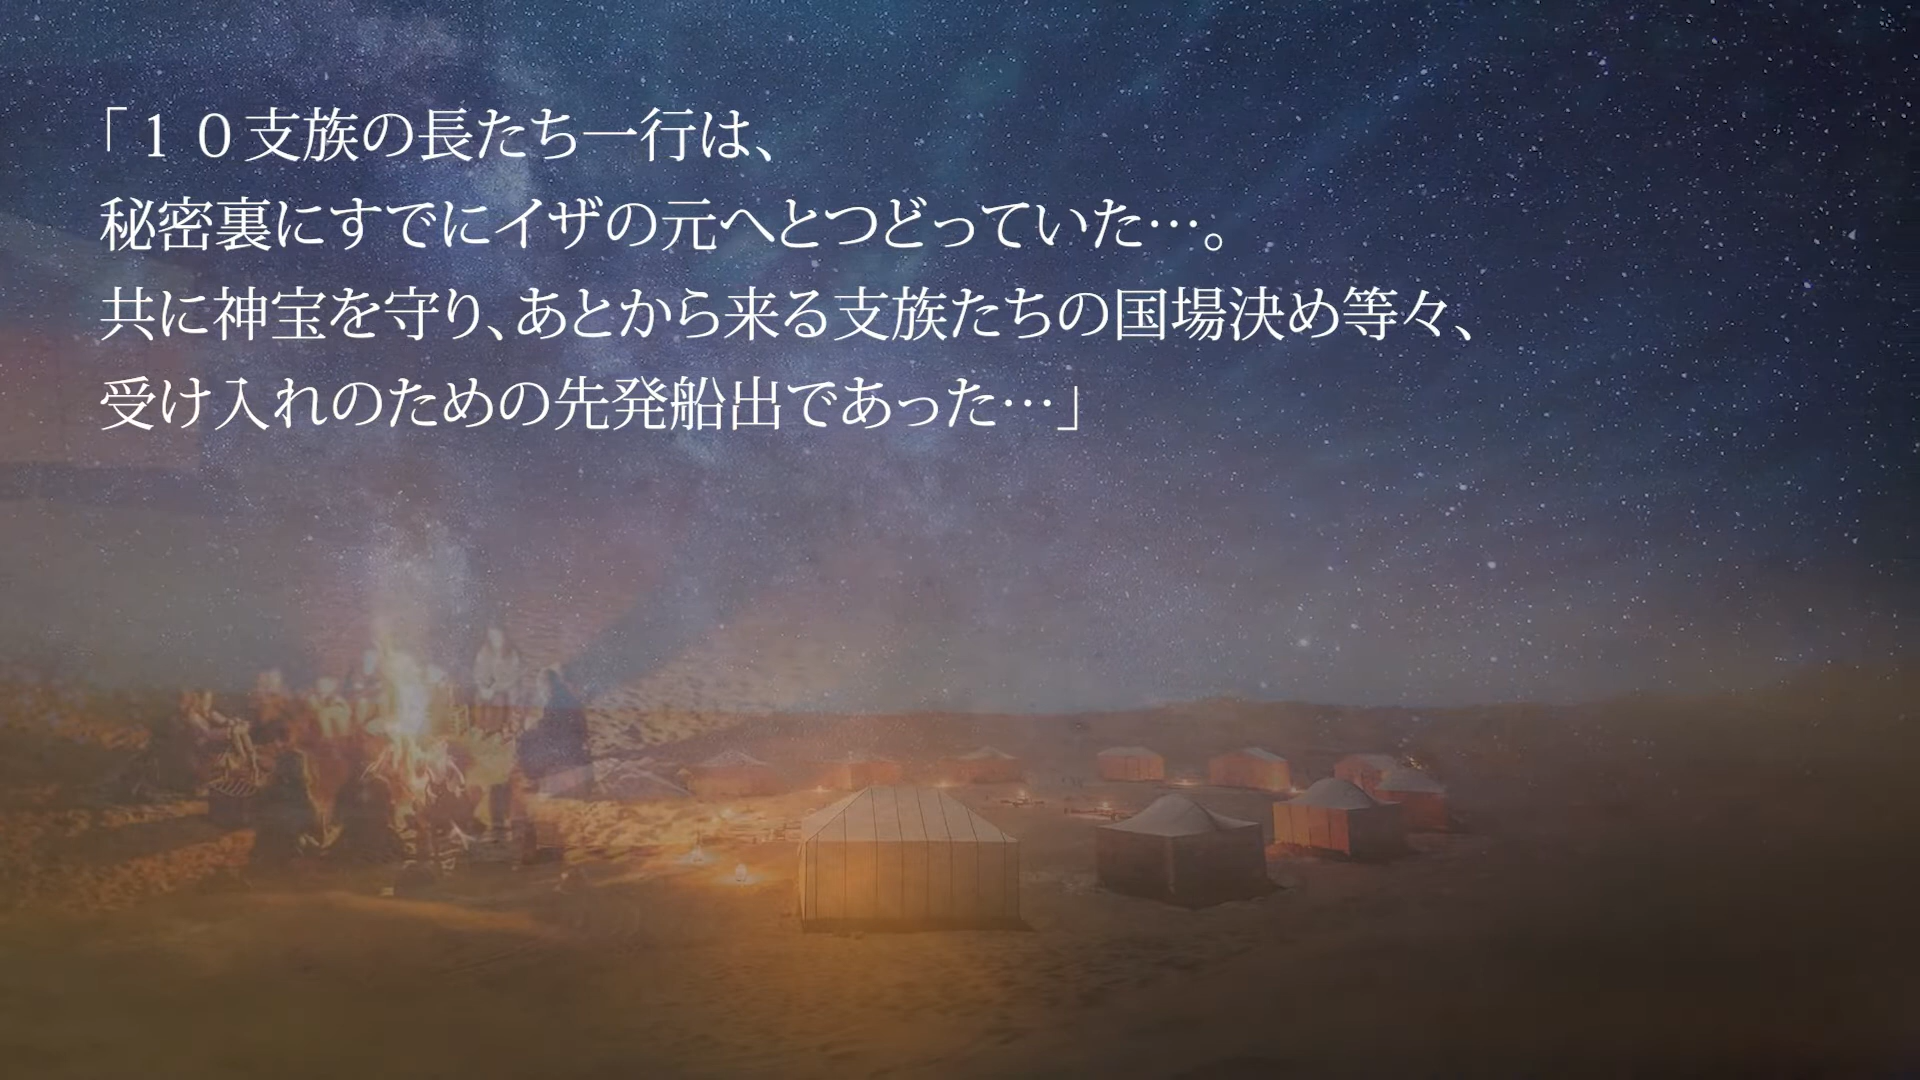 「１０支族の長たち一行は、
秘密裏にすでにイザの元へとつどっていた…。
共に神宝を守り、あとから来る支族たちの国場決め等々、
受け入れのための先発船出であった…」